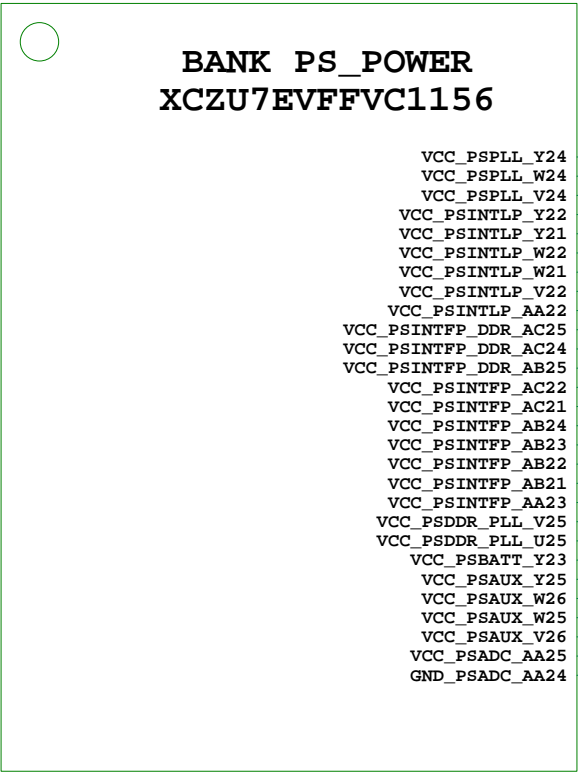 BANK PS_POWER
XCZU7EVFFVC1156
VCC_PSPLL_Y24
VCC_PSPLL_W24
VCC_PSPLL_V24
VCC_PSINTLP_Y22
VCC_PSINTLP_Y21
VCC_PSINTLP_W22
VCC_PSINTLP_W21
VCC_PSINTLP_V22
VCC_PSINTLP_AA22
VCC_PSINTFP_DDR_AC25
VCC_PSINTFP_DDR_AC24
VCC_PSINTFP_DDR_AB25
VCC_PSINTFP_AC22
VCC_PSINTFP_AC21
VCC_PSINTFP_AB24
VCC_PSINTFP_AB23
VCC_PSINTFP_AB22
VCC_PSINTFP_AB21
VCC_PSINTFP_AA23
VCC_PSDDR_PLL_V25
VCC_PSDDR_PLL_U25
VCC_PSBATT_Y23
VCC_PSAUX_Y25
VCC_PSAUX_W26
VCC_PSAUX_W25
VCC_PSAUX_V26
VCC_PSADC_AA25
GND_PSADC_AA24